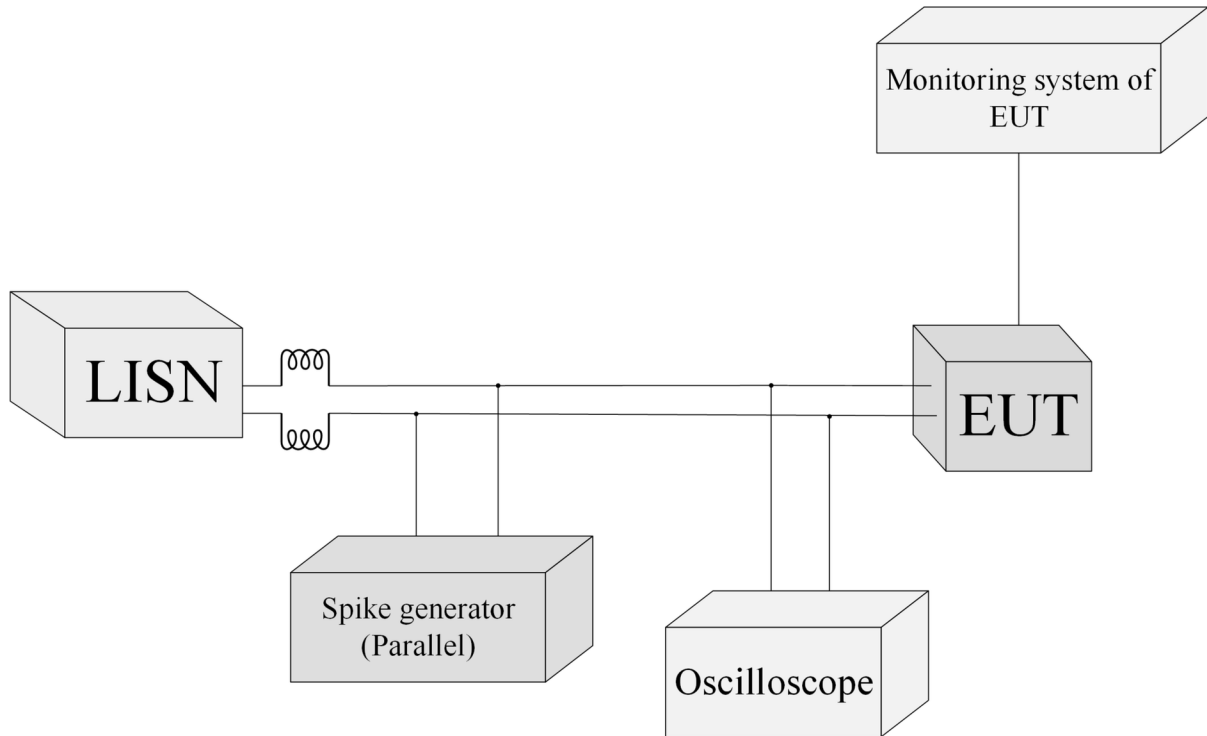 Monitoring system of
EUT
LISN
EUT
Spike generator
(Parallel)
Oscilloscope